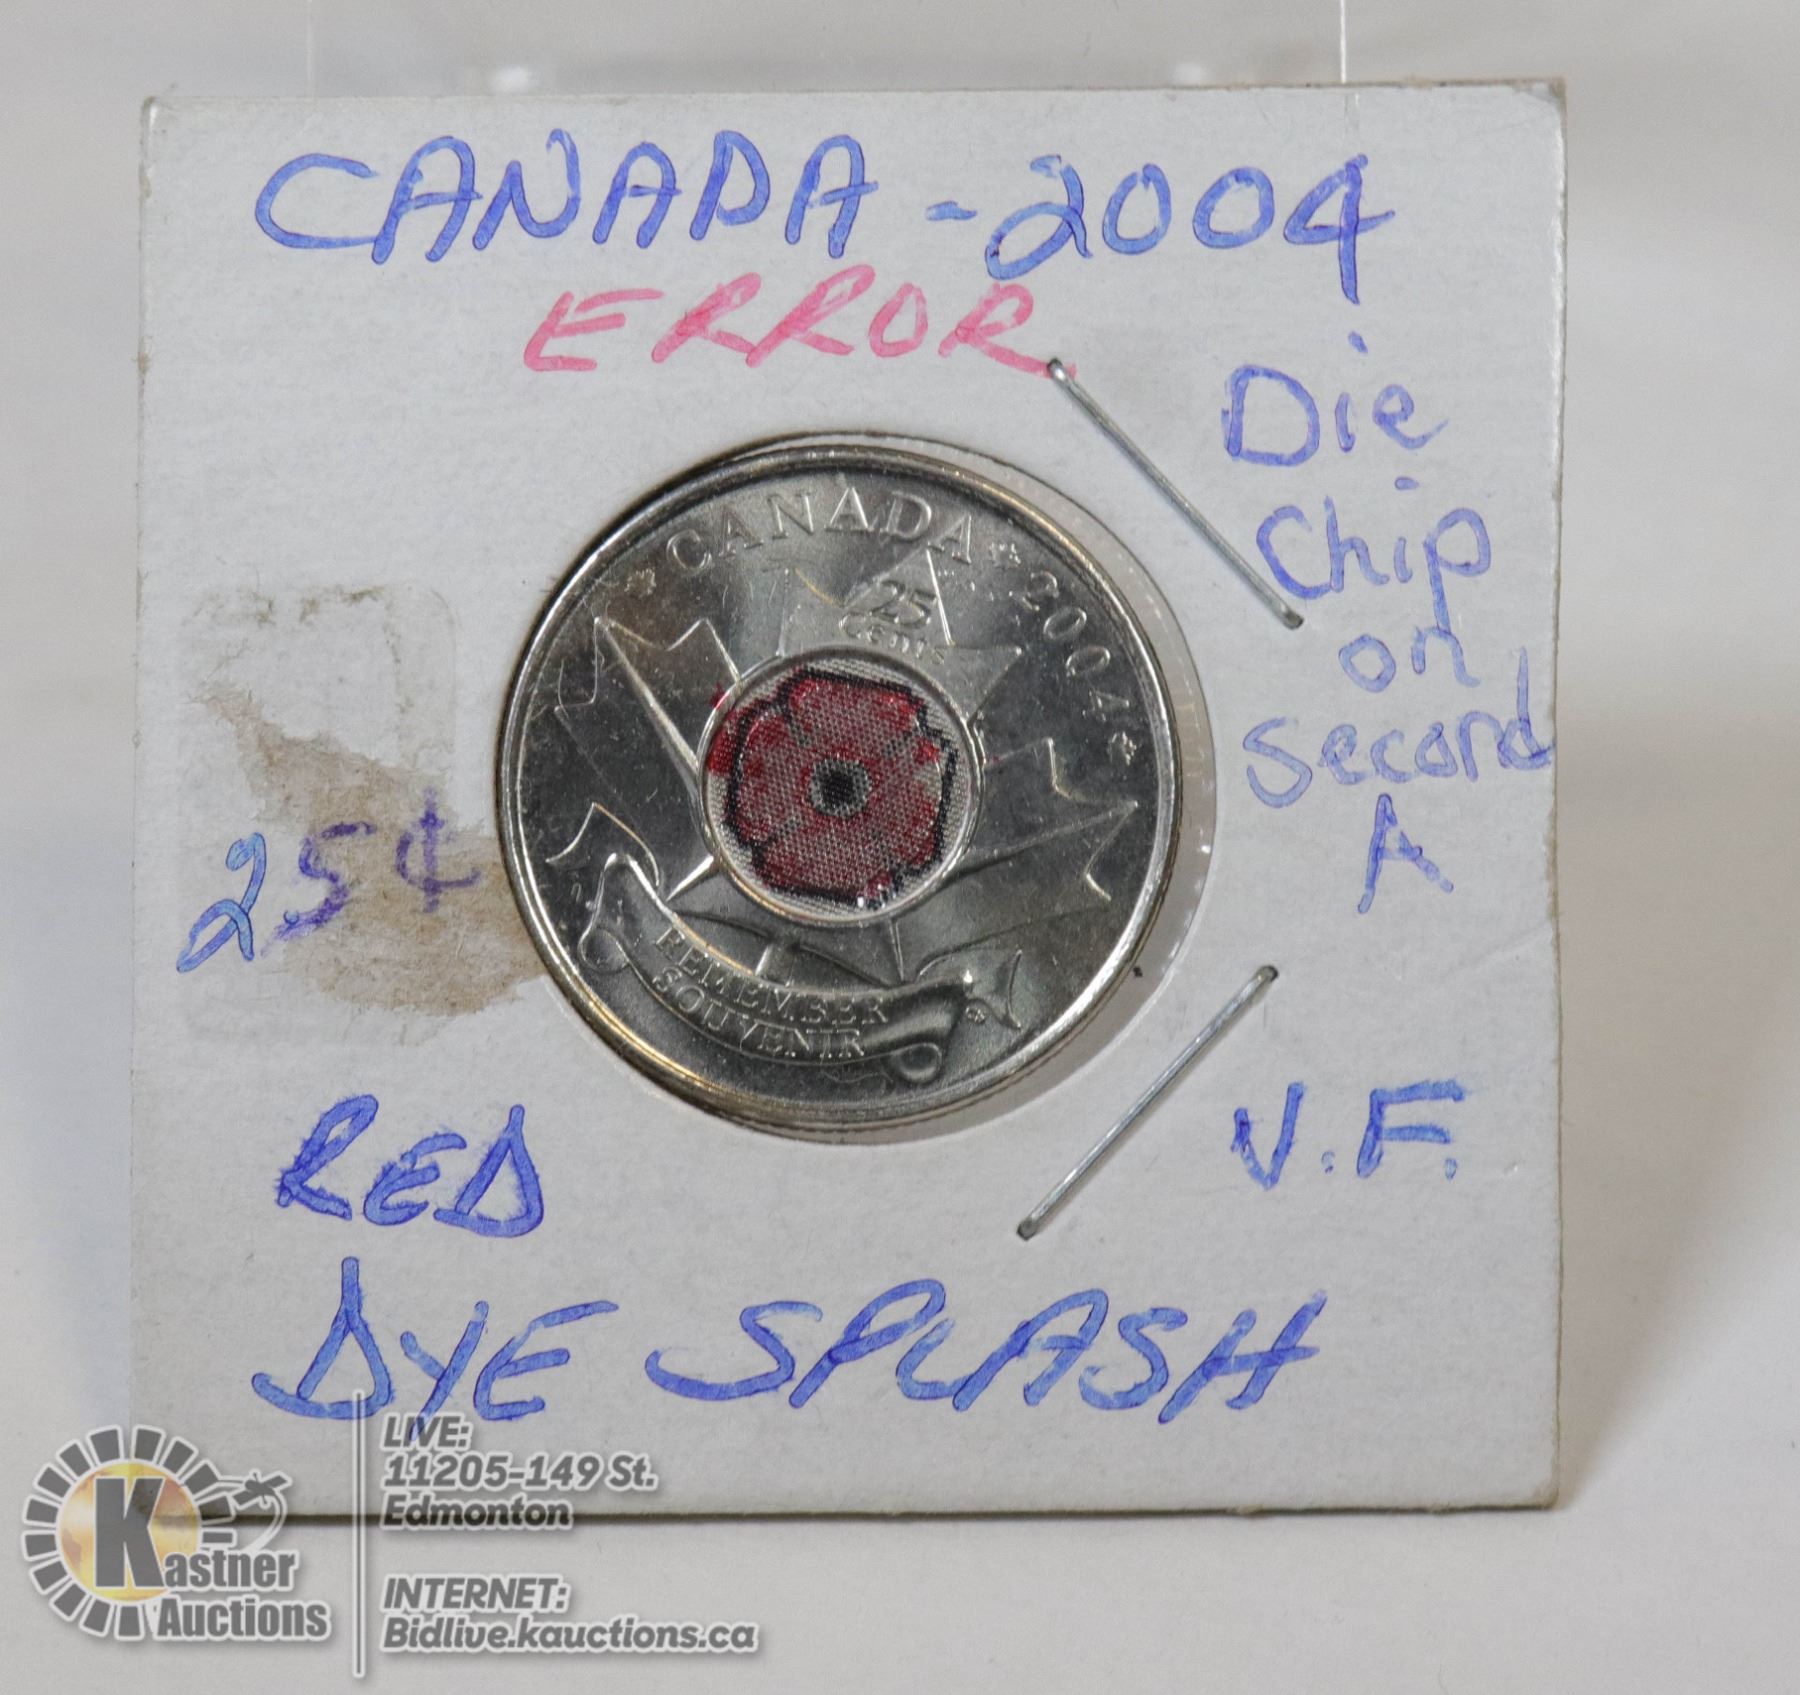 CANADA - 2004
ERROR
Die
Chip
on
Second
A
CANADA 2004
25
Cents
REMEMBER
SOUVENIR
25¢
V.F.
RED
DYE SPLASH
LIVE:
11205-149 St.
Edmonton
Kastner
Auctions
INTERNET:
Bidlive.kauctions.ca